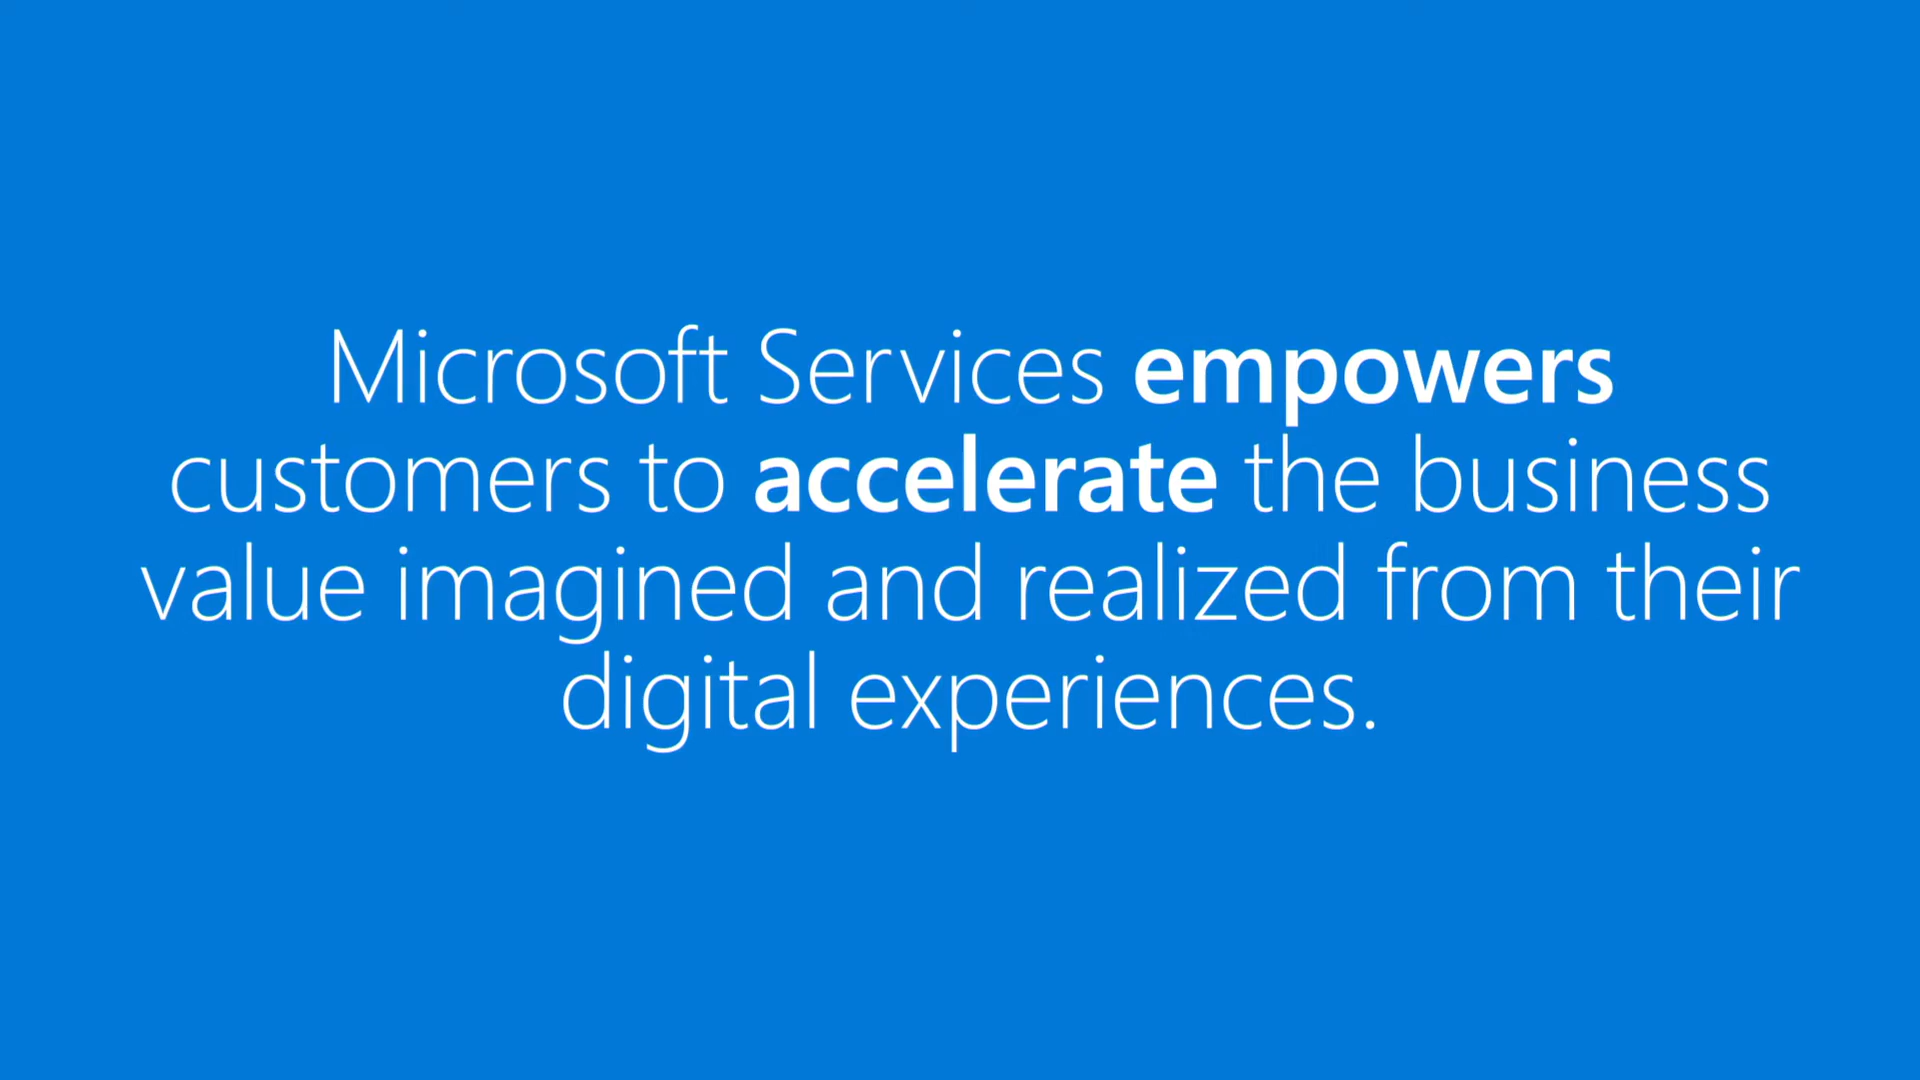 Microsoft Services empowers
customers to accelerate the business
value imagined and realized from their
digital experiences.